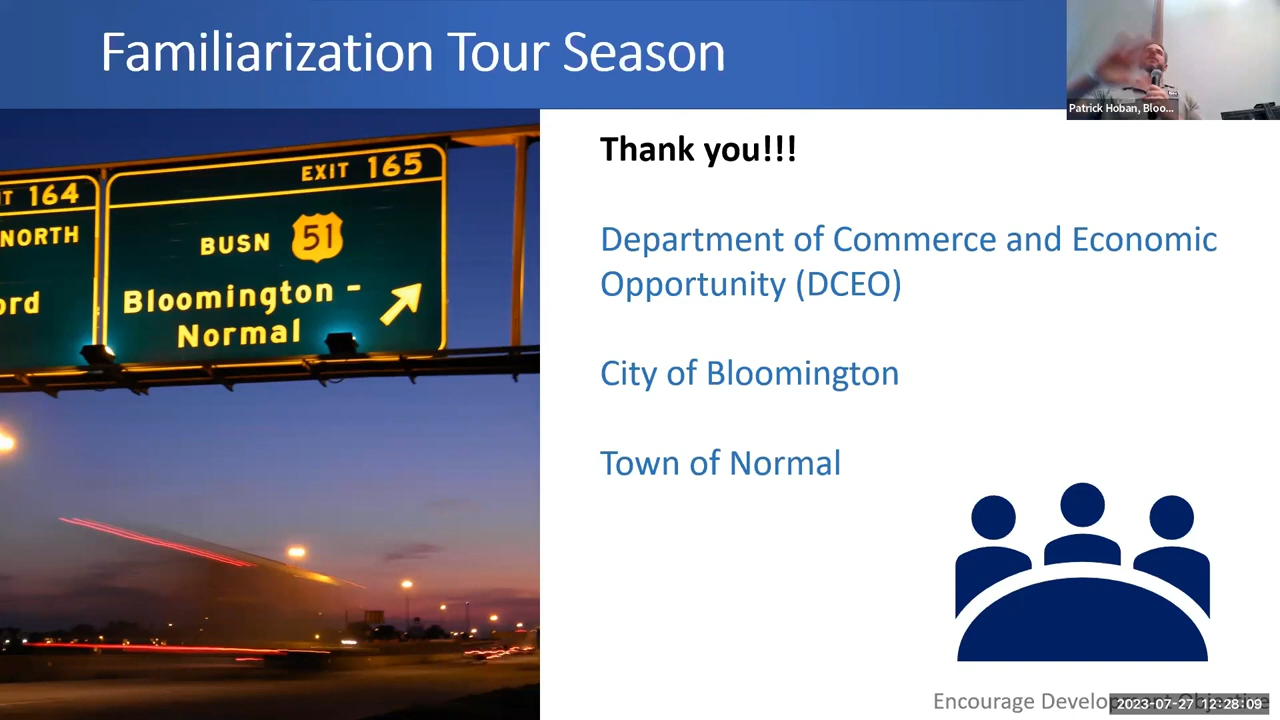 Familiarization Tour Season
Patrick Hoban, Bloo...
EXIT 165
IT 164
NORTH
BUSN 51
Bloomington -
ord
Normal
Thank you!!!
Department of Commerce and Economic
Opportunity (DCEO)
City of Bloomington
Town of Normal
Encourage Development Objective
2023-07-27 12:28:09